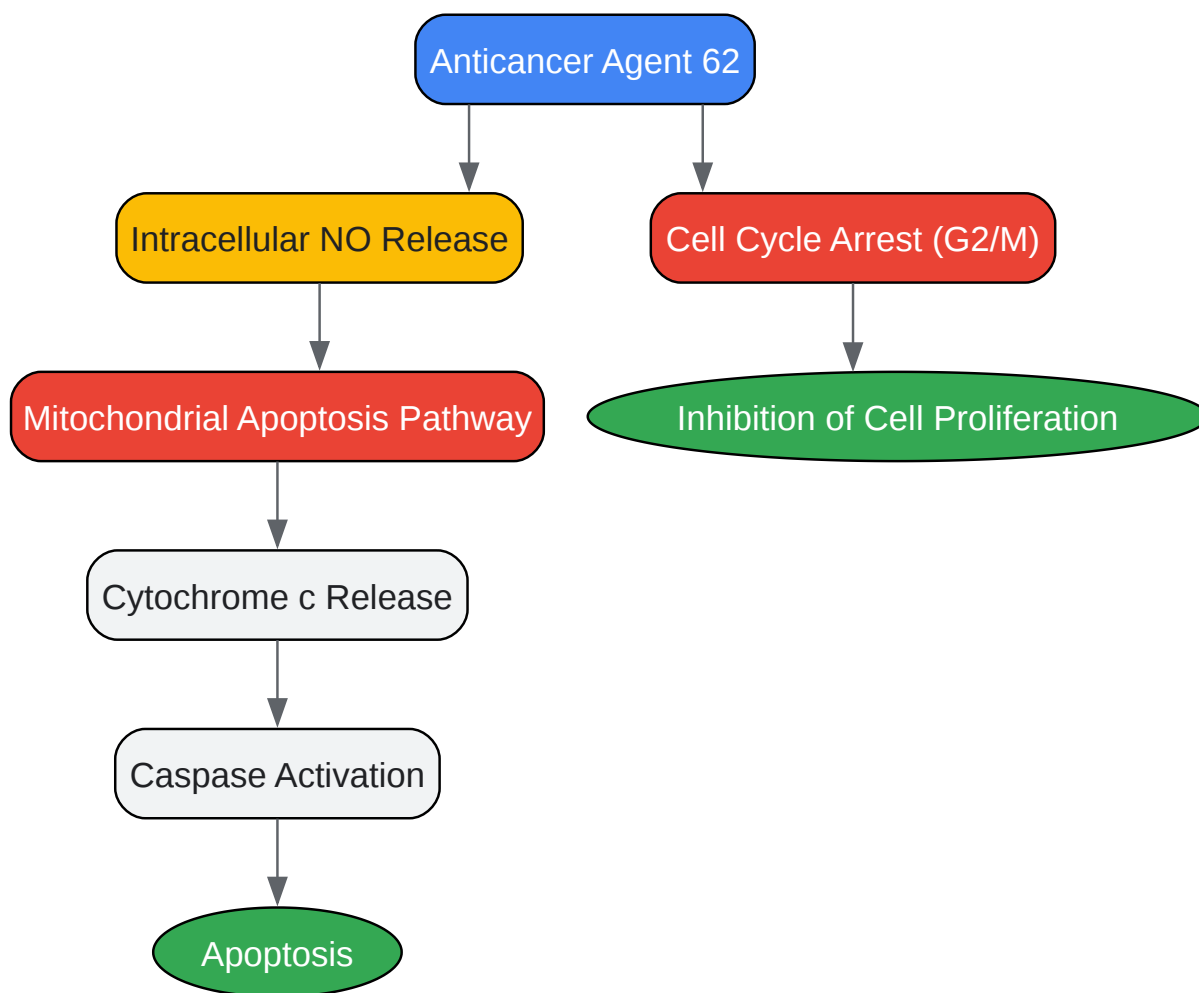 Anticancer Agent 62
Intracellular NO Release
Cell Cycle Arrest (G2/M)
Mitochondrial Apoptosis Pathway
Inhibition of Cell Proliferation
Cytochrome c Release
Caspase Activation
Apoptosis